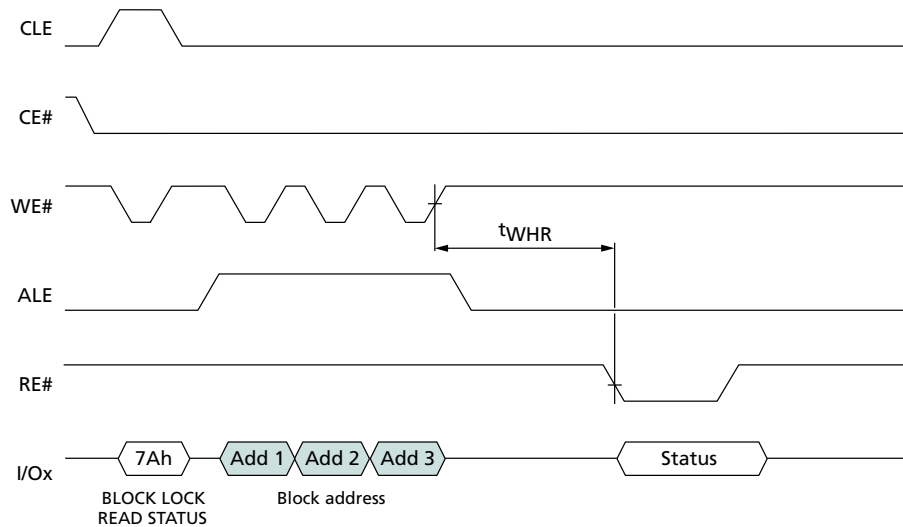 CLE
CE#
WE#
tWHR
ALE
RE#
I/Ox
7Ah
Add 1
Add 2
Add 3
Status
BLOCK LOCK
READ STATUS
Block address